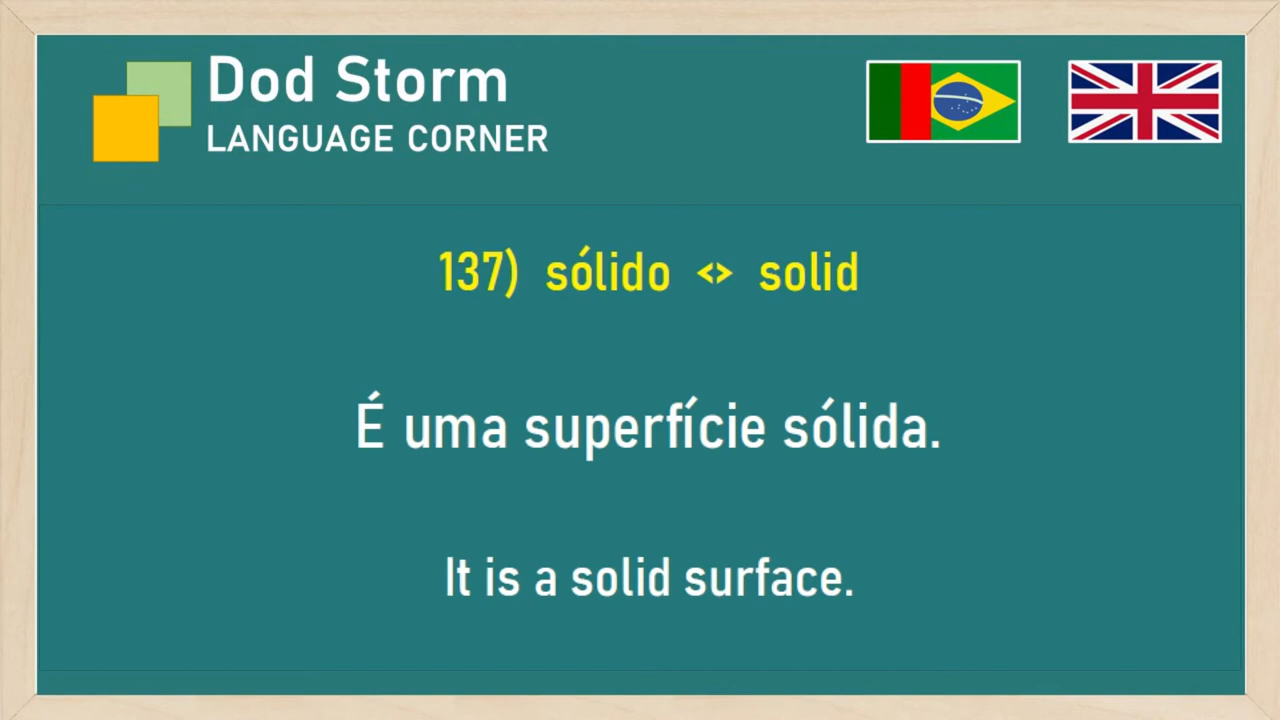 Dod Storm
LANGUAGE CORNER
137) sólido <> solid
É uma superfície sólida.
It is a solid surface.